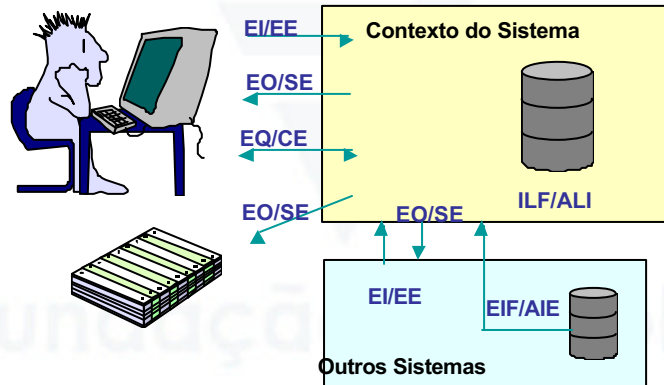 EI/EE
Contexto do Sistema
EO/SE
EQ/CE
ILF/ALI
EO/SE
EO/SE
EI/EE
EIF/AIE
Outros Sistemas